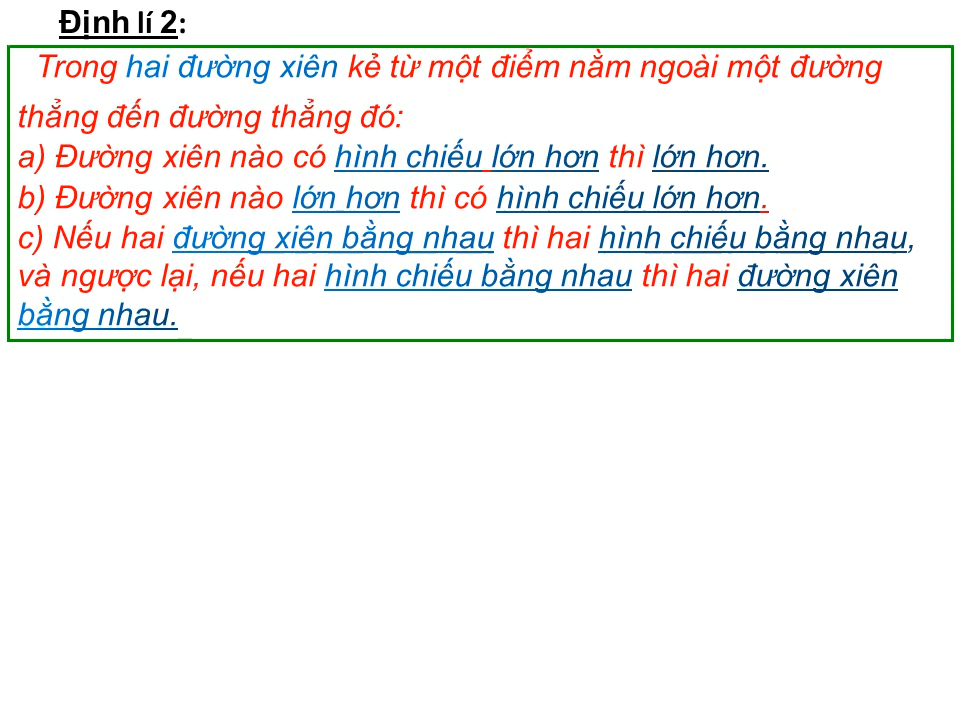 Định lí 2:
Trong hai đường xiên kẻ từ một điểm nằm ngoài một đường
thẳng đến đường thẳng đó:
a) Đường xiên nào có hình chiếu lớn hơn thì lớn hơn.
b) Đường xiên nào lớn hơn thì có hình chiếu lớn hơn.
c) Nếu hai đường xiên bằng nhau thì hai hình chiếu bằng nhau,
và ngược lại, nếu hai hình chiếu bằng nhau thì hai đường xiên
bằng nhau.